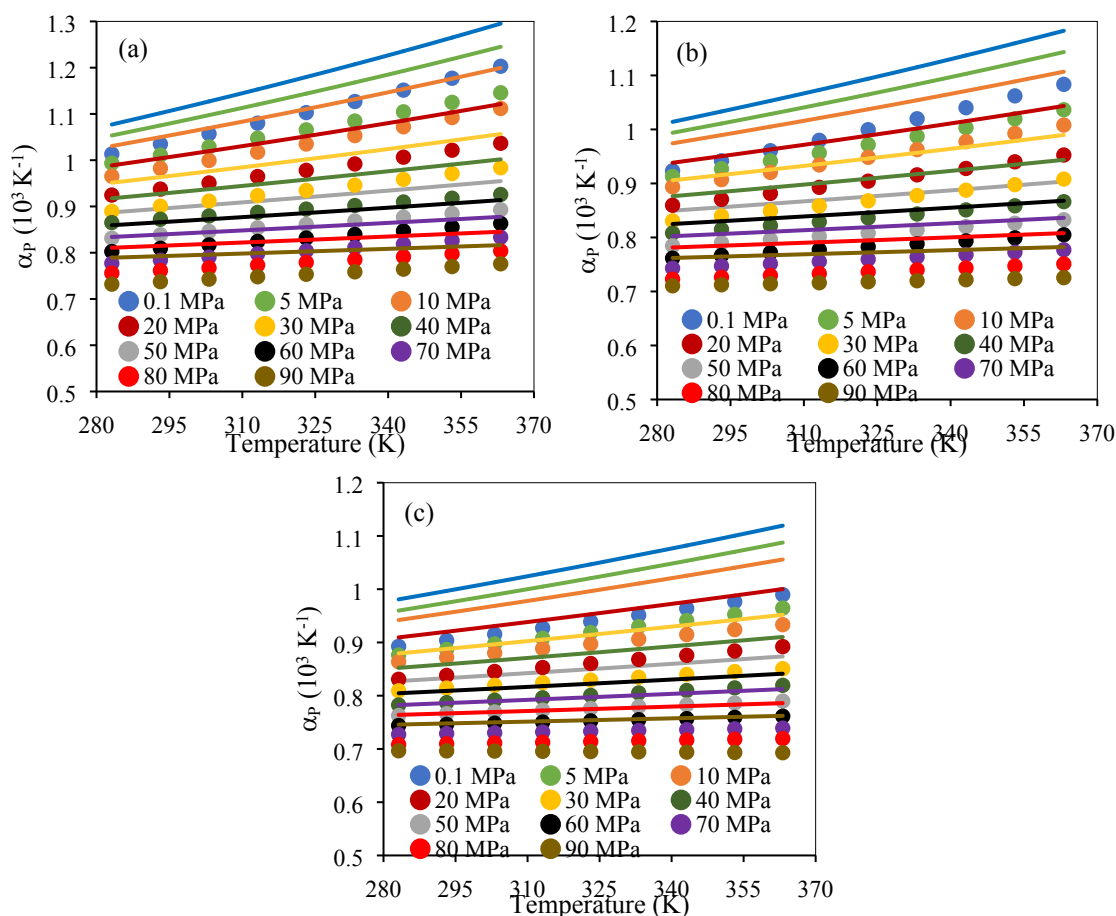 (a)
α_P (10³ K⁻¹)
1.3
1.2
1.1
1
0.9
0.8
0.7
0.6
0.5
0.1 MPa 5 MPa 10 MPa
20 MPa 30 MPa 40 MPa
50 MPa 60 MPa 70 MPa
80 MPa 90 MPa
280 295 310 325 340 355 370
Temperature (K)
(b)
α_P (10³ K⁻¹)
1.2
1.1
1
0.9
0.8
0.7
0.6
0.5
0.1 MPa 5 MPa 10 MPa
20 MPa 30 MPa 40 MPa
50 MPa 60 MPa 70 MPa
80 MPa 90 MPa
280 295 310 325 340 355 370
Temperature (K)
(c)
α_P (10³ K⁻¹)
1.2
1.1
1
0.9
0.8
0.7
0.6
0.5
0.1 MPa 5 MPa 10 MPa
20 MPa 30 MPa 40 MPa
50 MPa 60 MPa 70 MPa
80 MPa 90 MPa
280 295 310 325 340 355 370
Temperature (K)